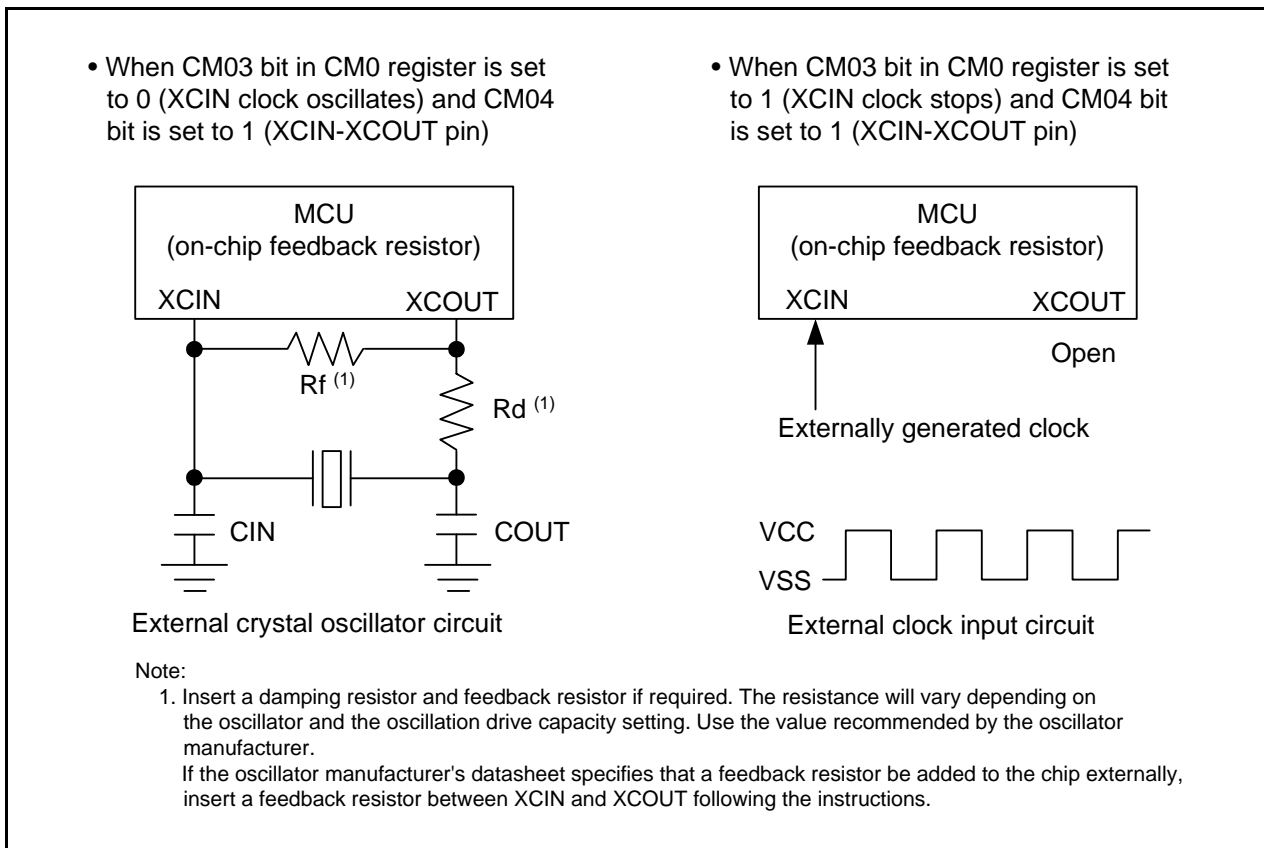 • When CM03 bit in CM0 register is set
to 0 (XCIN clock oscillates) and CM04
bit is set to 1 (XCIN-XCOUT pin)
MCU
(on-chip feedback resistor)
XCIN
XCOUT
Rf (1)
Rd (1)
CIN
COUT
External crystal oscillator circuit
• When CM03 bit in CM0 register is set
to 1 (XCIN clock stops) and CM04 bit
is set to 1 (XCIN-XCOUT pin)
MCU
(on-chip feedback resistor)
XCIN
XCOUT
Open
Externally generated clock
VCC
VSS
External clock input circuit
Note:
1. Insert a damping resistor and feedback resistor if required. The resistance will vary depending on
the oscillator and the oscillation drive capacity setting. Use the value recommended by the oscillator
manufacturer.
If the oscillator manufacturer's datasheet specifies that a feedback resistor be added to the chip externally,
insert a feedback resistor between XCIN and XCOUT following the instructions.